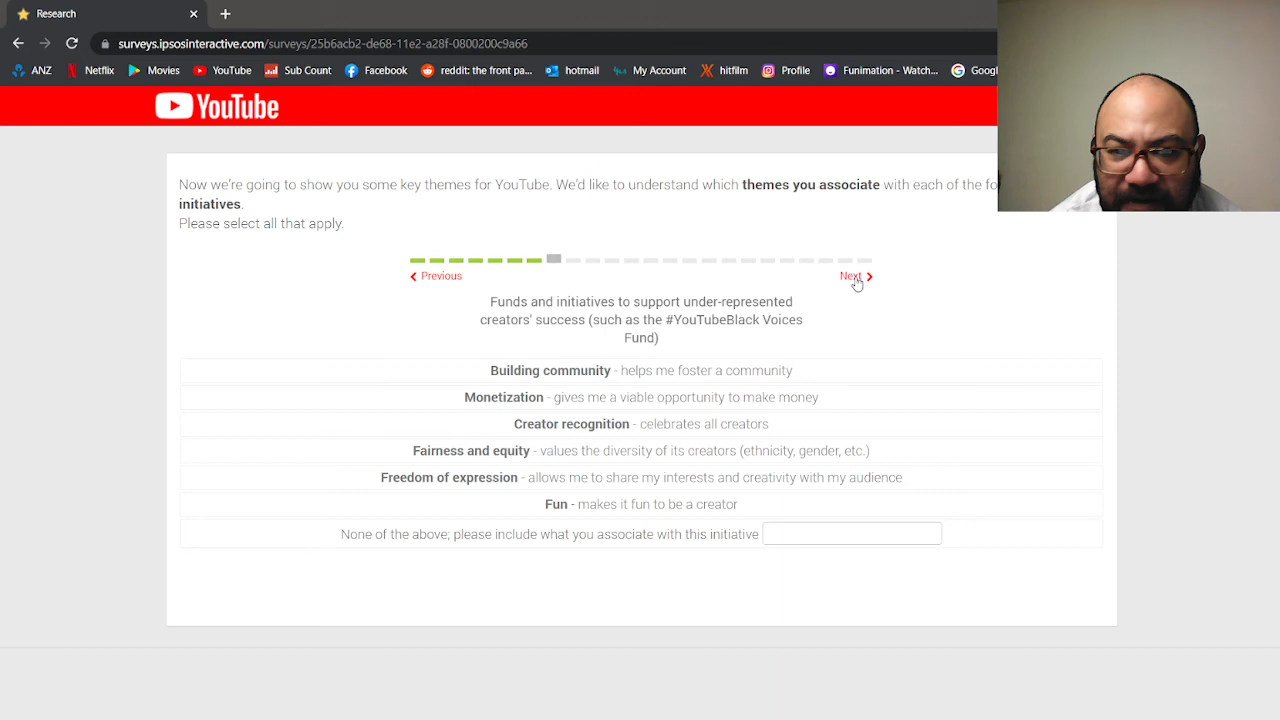 Research
surveys.ipsosinteractive.com/surveys/25b6acb2-de68-11e2-a28f-0800200c9a66
ANZ Netflix Movies YouTube Sub Count Facebook reddit: the front pa... hotmail My Account hitfilm Profile Funimation - Watch... Googl
YouTube
Now we're going to show you some key themes for YouTube. We'd like to understand which themes you associate with each of the fo
initiatives.
Please select all that apply.
Previous
Next
Funds and initiatives to support under-represented
creators' success (such as the #YouTubeBlack Voices
Fund)
Building community - helps me foster a community
Monetization - gives me a viable opportunity to make money
Creator recognition - celebrates all creators
Fairness and equity - values the diversity of its creators (ethnicity, gender, etc.)
Freedom of expression - allows me to share my interests and creativity with my audience
Fun - makes it fun to be a creator
None of the above; please include what you associate with this initiative